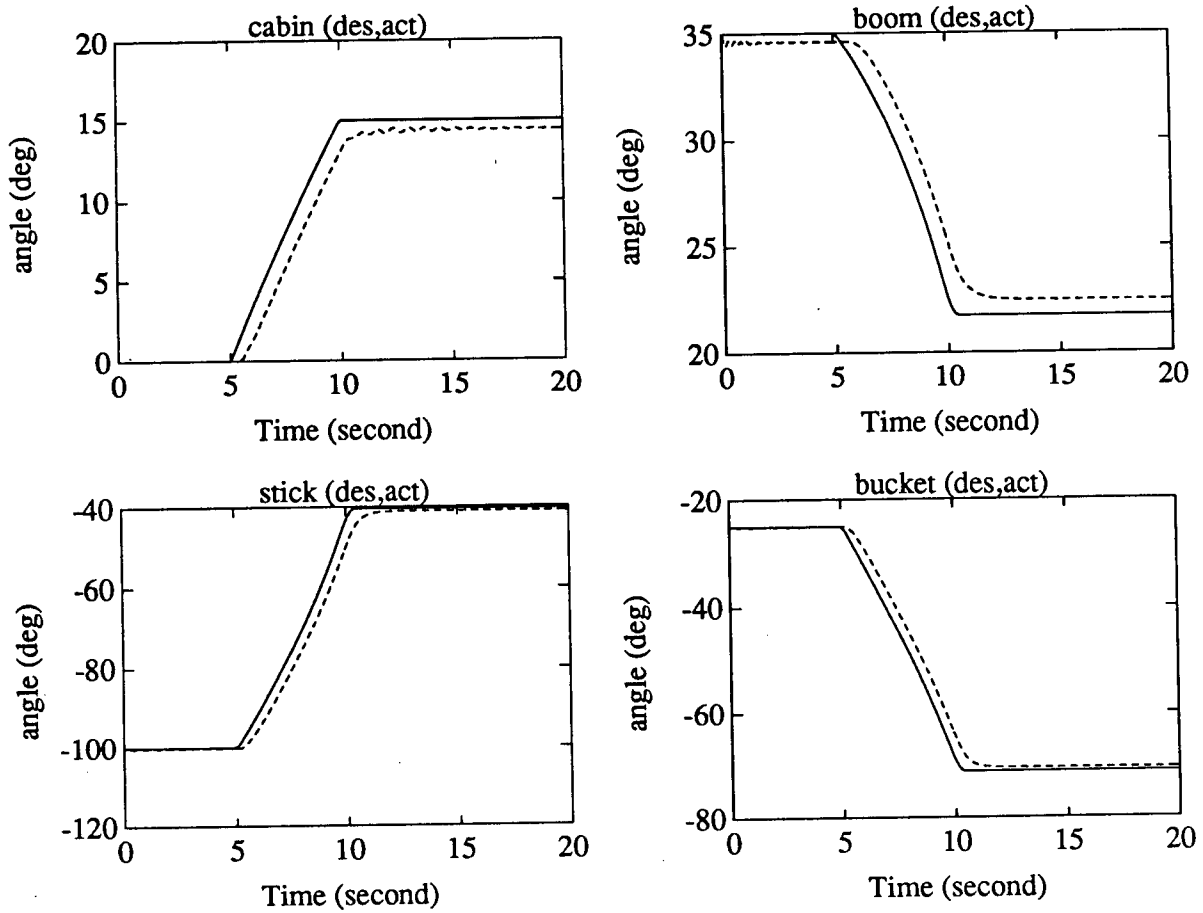 cabin (des,act)
20
15
10
5
0
angle (deg)
0 5 10 15 20
Time (second)
boom (des,act)
35
30
25
20
angle (deg)
0 5 10 15 20
Time (second)
stick (des,act)
-40
-60
-80
-100
-120
angle (deg)
0 5 10 15 20
Time (second)
bucket (des,act)
-20
-40
-60
-80
angle (deg)
0 5 10 15 20
Time (second)